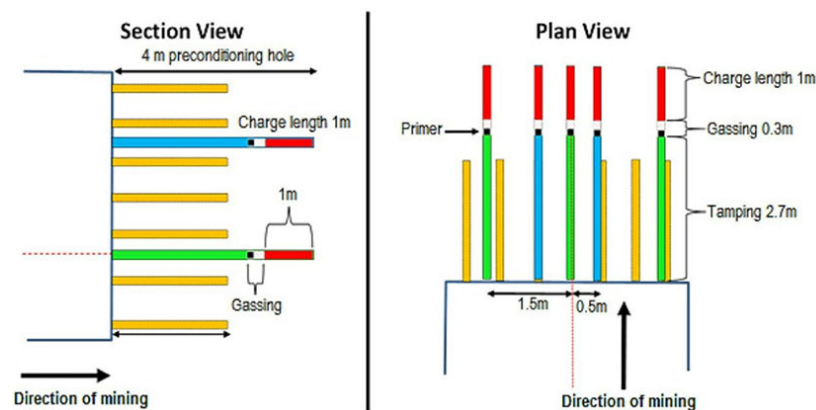 Section View
4 m preconditioning hole
Charge length 1m
1m
Gassing
Direction of mining
Plan View
Charge length 1m
Primer
Gassing 0.3m
Tamping 2.7m
1.5m
0.5m
Direction of mining